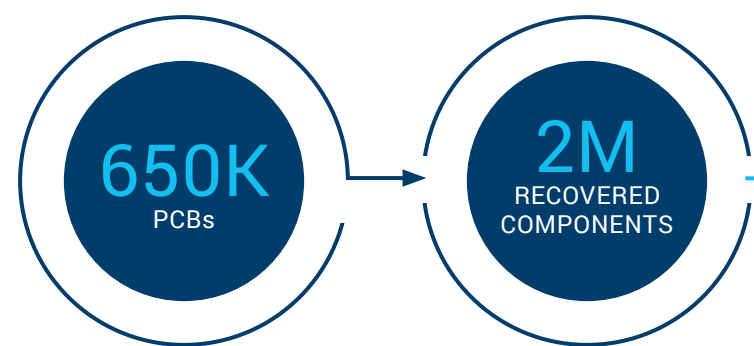 650K
PCBs
2M
RECOVERED
COMPONENTS